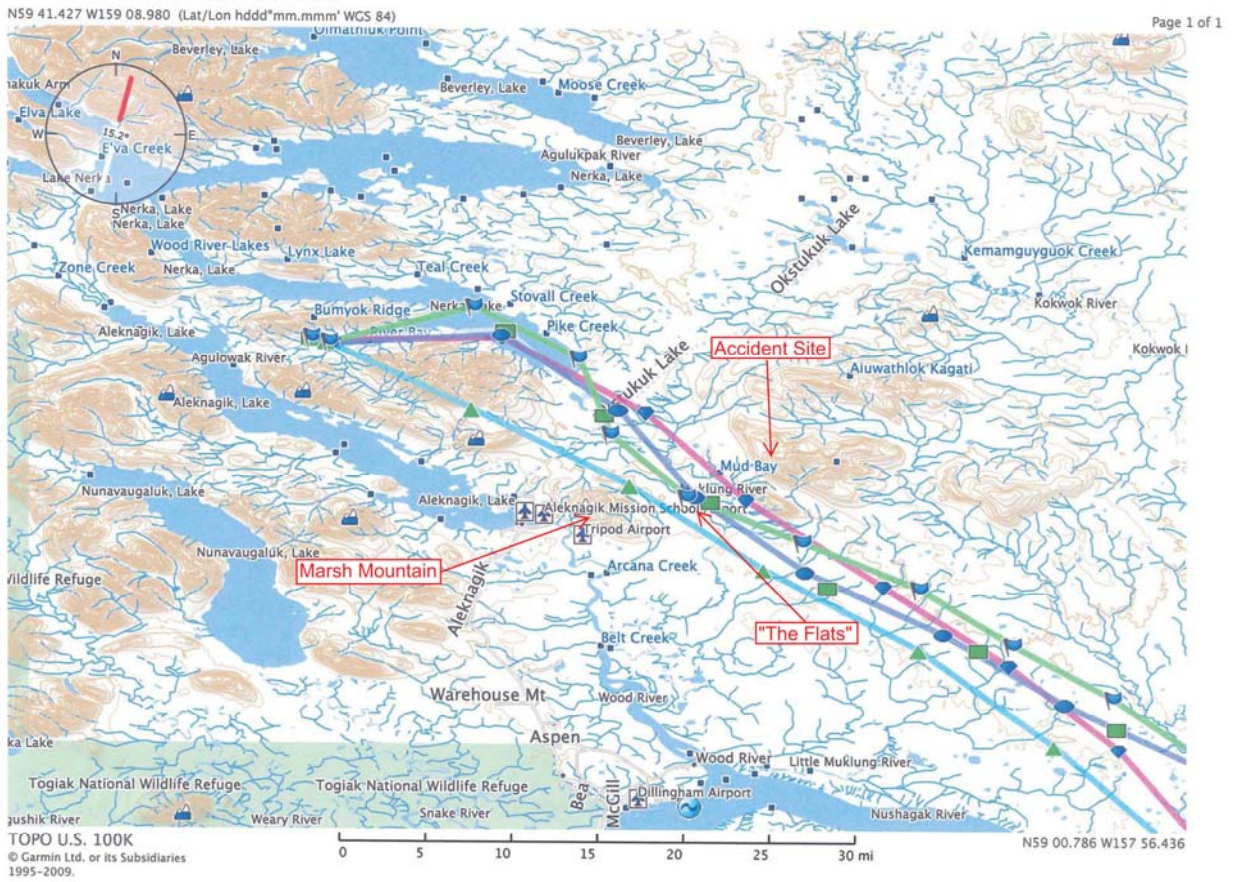 N59 41.427 W159 08.980 (Lat/Lon hddd°mm.mmm' WGS 84)
Page 1 of 1
Olmathluk Point
Beverley, Lake
N
Beverley, Lake
Moose Creek
Elva Lake
W
15.2°
E
Elva Creek
Beverley, Lake
Agulukpak River
Lake Nerka
Nerka, Lake
S
Nerka, Lake
Nerka, Lake
Okstukuk Lake
Wood River Lakes
Lynx Lake
Kemamguyguok Creek
Zone Creek
Nerka, Lake
Teal Creek
Stovall Creek
Kokwok River
Bumyok Ridge
River Bay
Pike Creek
Aleknagik, Lake
Agulowak River
Accident Site
Kokwok
Aiuwathlok Kagati
Aleknagik, Lake
Mud Bay
Nunavaugaluk, Lake
Aleknagik, Lake
Aleknagik Mission School
Tripod Airport
Nunavaugaluk, Lake
Marsh Mountain
Arcana Creek
Wildlife Refuge
Aleknagik
"The Flats"
Belt Creek
Warehouse Mt
Wood River
Aspen
Wood River
Little Muklung River
Togiak National Wildlife Refuge
Togiak National Wildlife Refuge
Bea
McGill
Dillingham Airport
Weary River
Snake River
Nushagak River
TOPO U.S. 100K
© Garmin Ltd. or its Subsidiaries
1995-2009.
0 5 10 15 20 25 30 mi
N59 00.786 W157 56.436